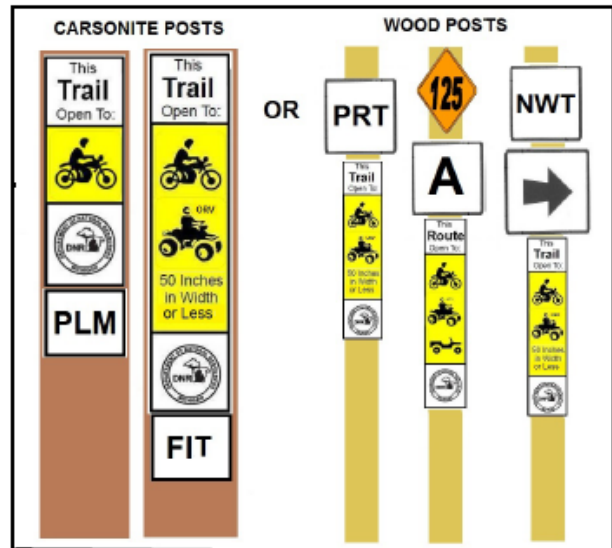 CARSONITE POSTS
This
Trail
Open To:
DNR
PLM
This
Trail
Open To:
ORV
50 Inches
in Width
or Less
DNR
FIT
OR
WOOD POSTS
PRT
This
Trail
Open To:
50 Inches
in Width
or Less
125
A
This
Route
Open To:
NWT
This
Trail
Open To:
50 Inches
in Width
or Less